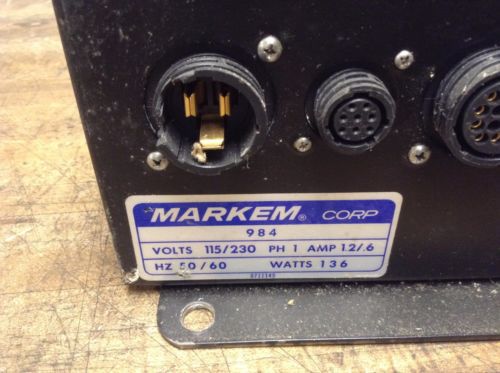 MARKEM® CORP
984
VOLTS 115/230 PH 1 AMP 1.2/.6
HZ 50/60 WATTS 136